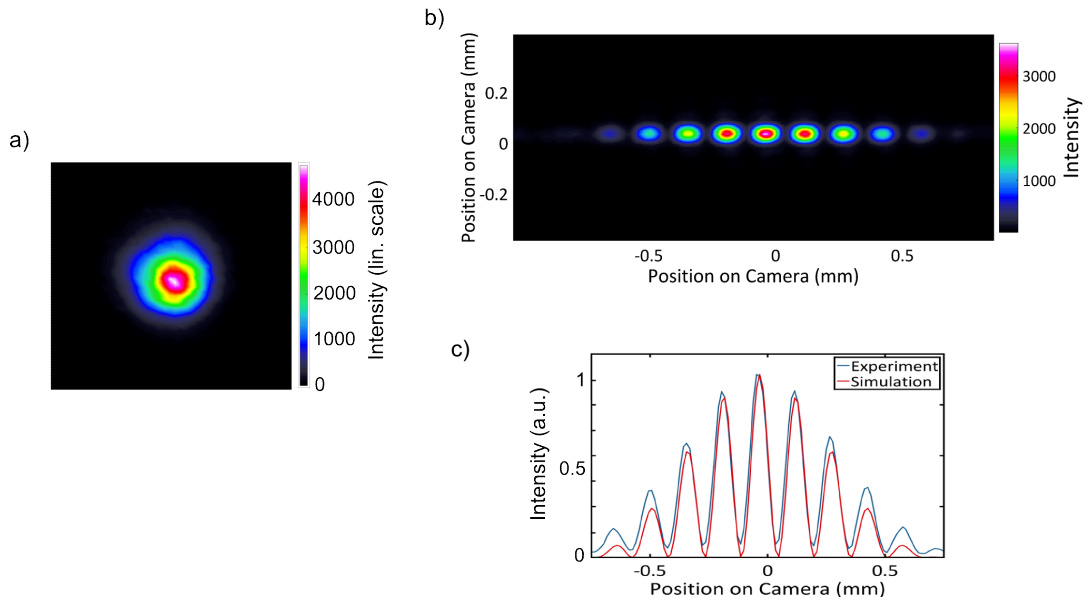 a)
4000
3000
2000
1000
0
Intensity (lin. scale)
b)
Position on Camera (mm)
0.2
0
-0.2
-0.5
0
0.5
Position on Camera (mm)
3000
2000
1000
Intensity
c)
Intensity (a.u.)
1
0.5
0
Experiment
Simulation
-0.5
0
0.5
Position on Camera (mm)